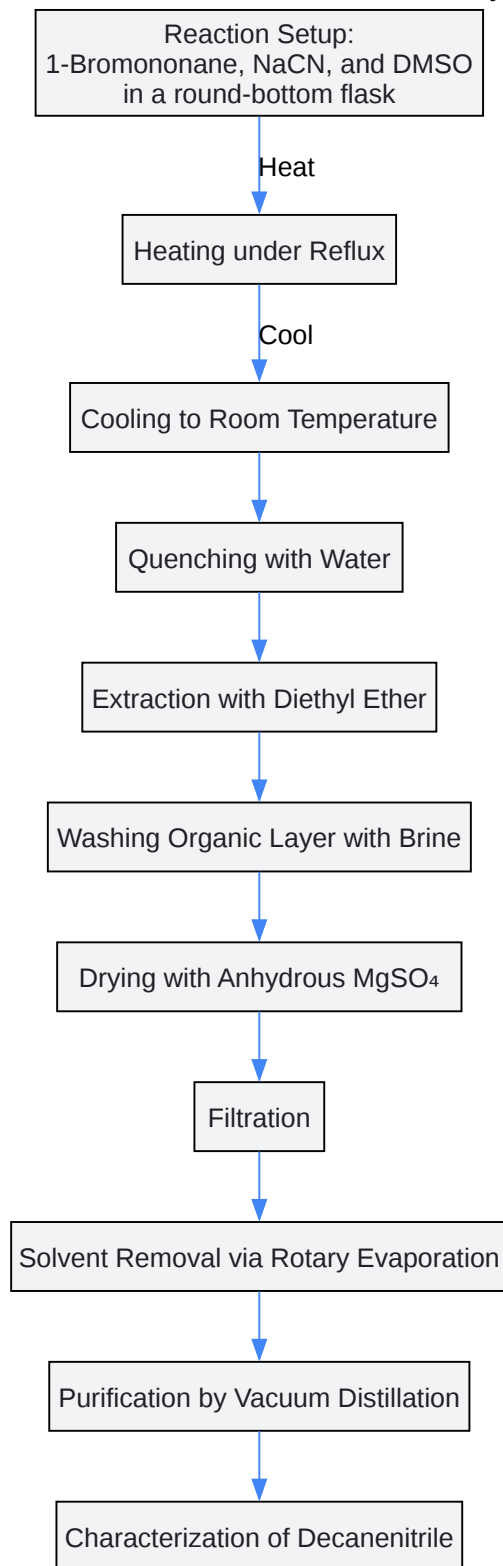 Reaction Setup:
1-Bromononane, NaCN, and DMSO
in a round-bottom flask
Heat
Heating under Reflux
Cool
Cooling to Room Temperature
Quenching with Water
Extraction with Diethyl Ether
Washing Organic Layer with Brine
Drying with Anhydrous MgSO₄
Filtration
Solvent Removal via Rotary Evaporation
Purification by Vacuum Distillation
Characterization of Decanenitrile